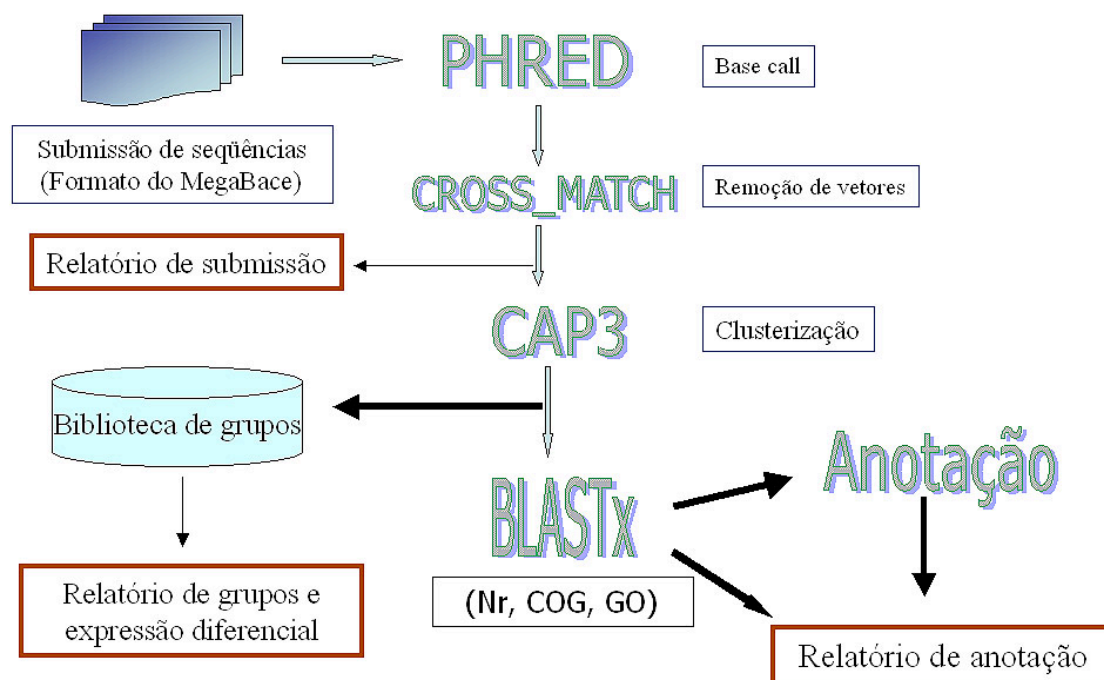 PHRED
Base call
Submissão de seqüências
(Formato do MegaBace)
CROSS_MATCH
Remoção de vetores
Relatório de submissão
CAP3
Clusterização
Biblioteca de grupos
Anotação
BLASTx
(Nr, COG, GO)
Relatório de grupos e
expressão diferencial
Relatório de anotação